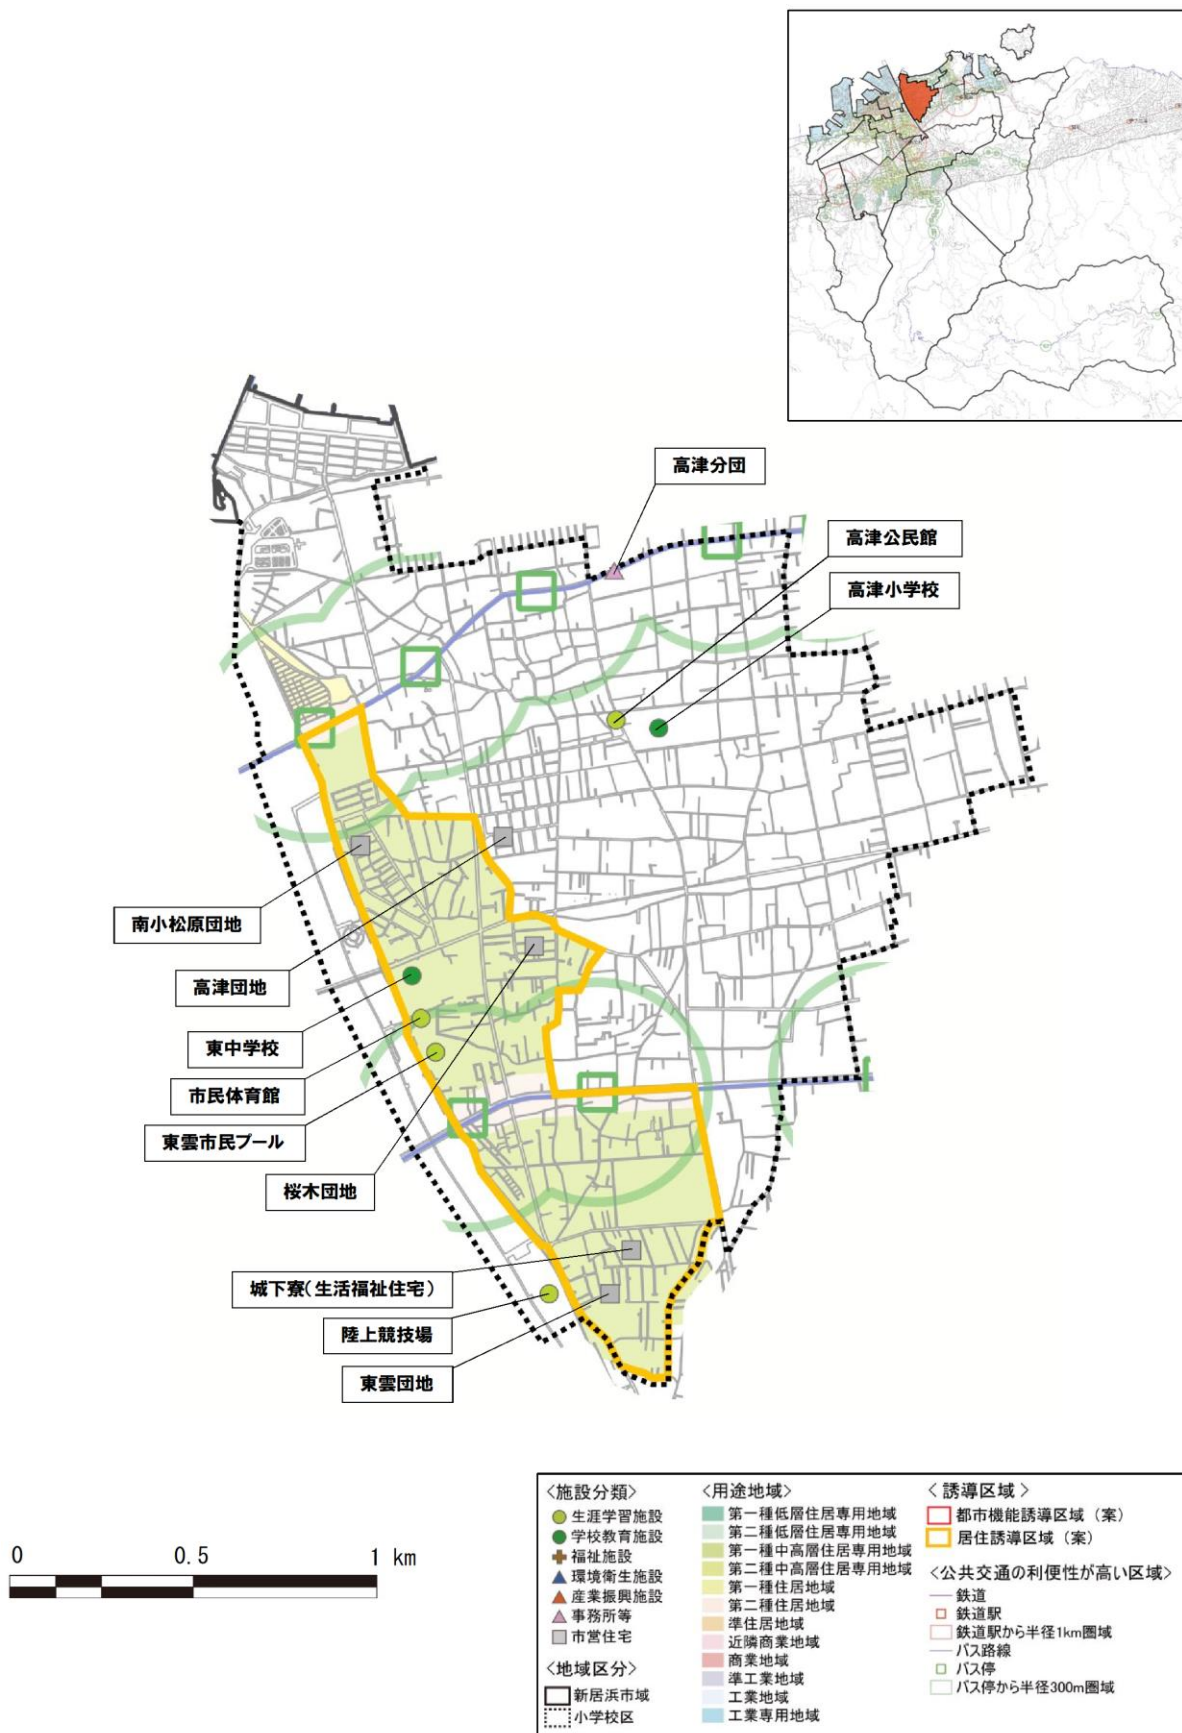 高津分団
高津公民館
高津小学校
南小松原団地
高津団地
東中学校
市民体育館
東雲市民プール
桜木団地
城下寮(生活福祉住宅)
陸上競技場
東雲団地
0 0.5 1 km
<施設分類>
生涯学習施設
学校教育施設
福祉施設
環境衛生施設
産業振興施設
事務所等
市営住宅
<地域区分>
新居浜市域
小学校区
<用途地域>
第一種低層住居専用地域
第二種低層住居専用地域
第一種中高層住居専用地域
第二種中高層住居専用地域
第一種住居地域
第二種住居地域
準住居地域
近隣商業地域
商業地域
準工業地域
工業地域
工業専用地域
<誘導区域>
都市機能誘導区域(案)
居住誘導区域(案)
<公共交通の利便性が高い区域>
鉄道
鉄道駅
鉄道駅から半径1km圏域
バス路線
バス停
バス停から半径300m圏域